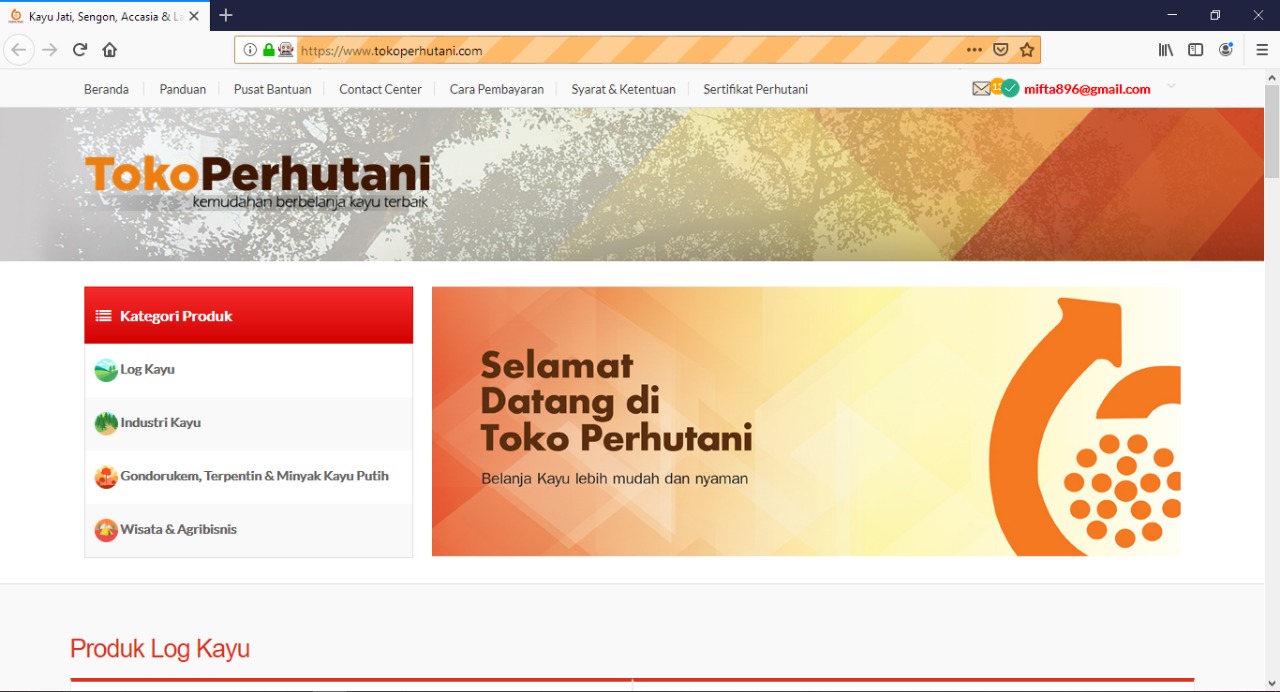 Kayu Jati, Sengon, Accasia & La
https://www.tokoperhutani.com
Beranda
Panduan
Pusat Bantuan
Contact Center
Cara Pembayaran
Syarat & Ketentuan
Sertifikat Perhutani
mifta896@gmail.com
TokoPerhutani
kemudahan berbelanja kayu terbaik
Kategori Produk
Log Kayu
Industri Kayu
Gondorukem, Terpentin & Minyak Kayu Putih
Wisata & Agribisnis
Selamat
Datang di
Toko Perhutani
Belanja Kayu lebih mudah dan nyaman
Produk Log Kayu